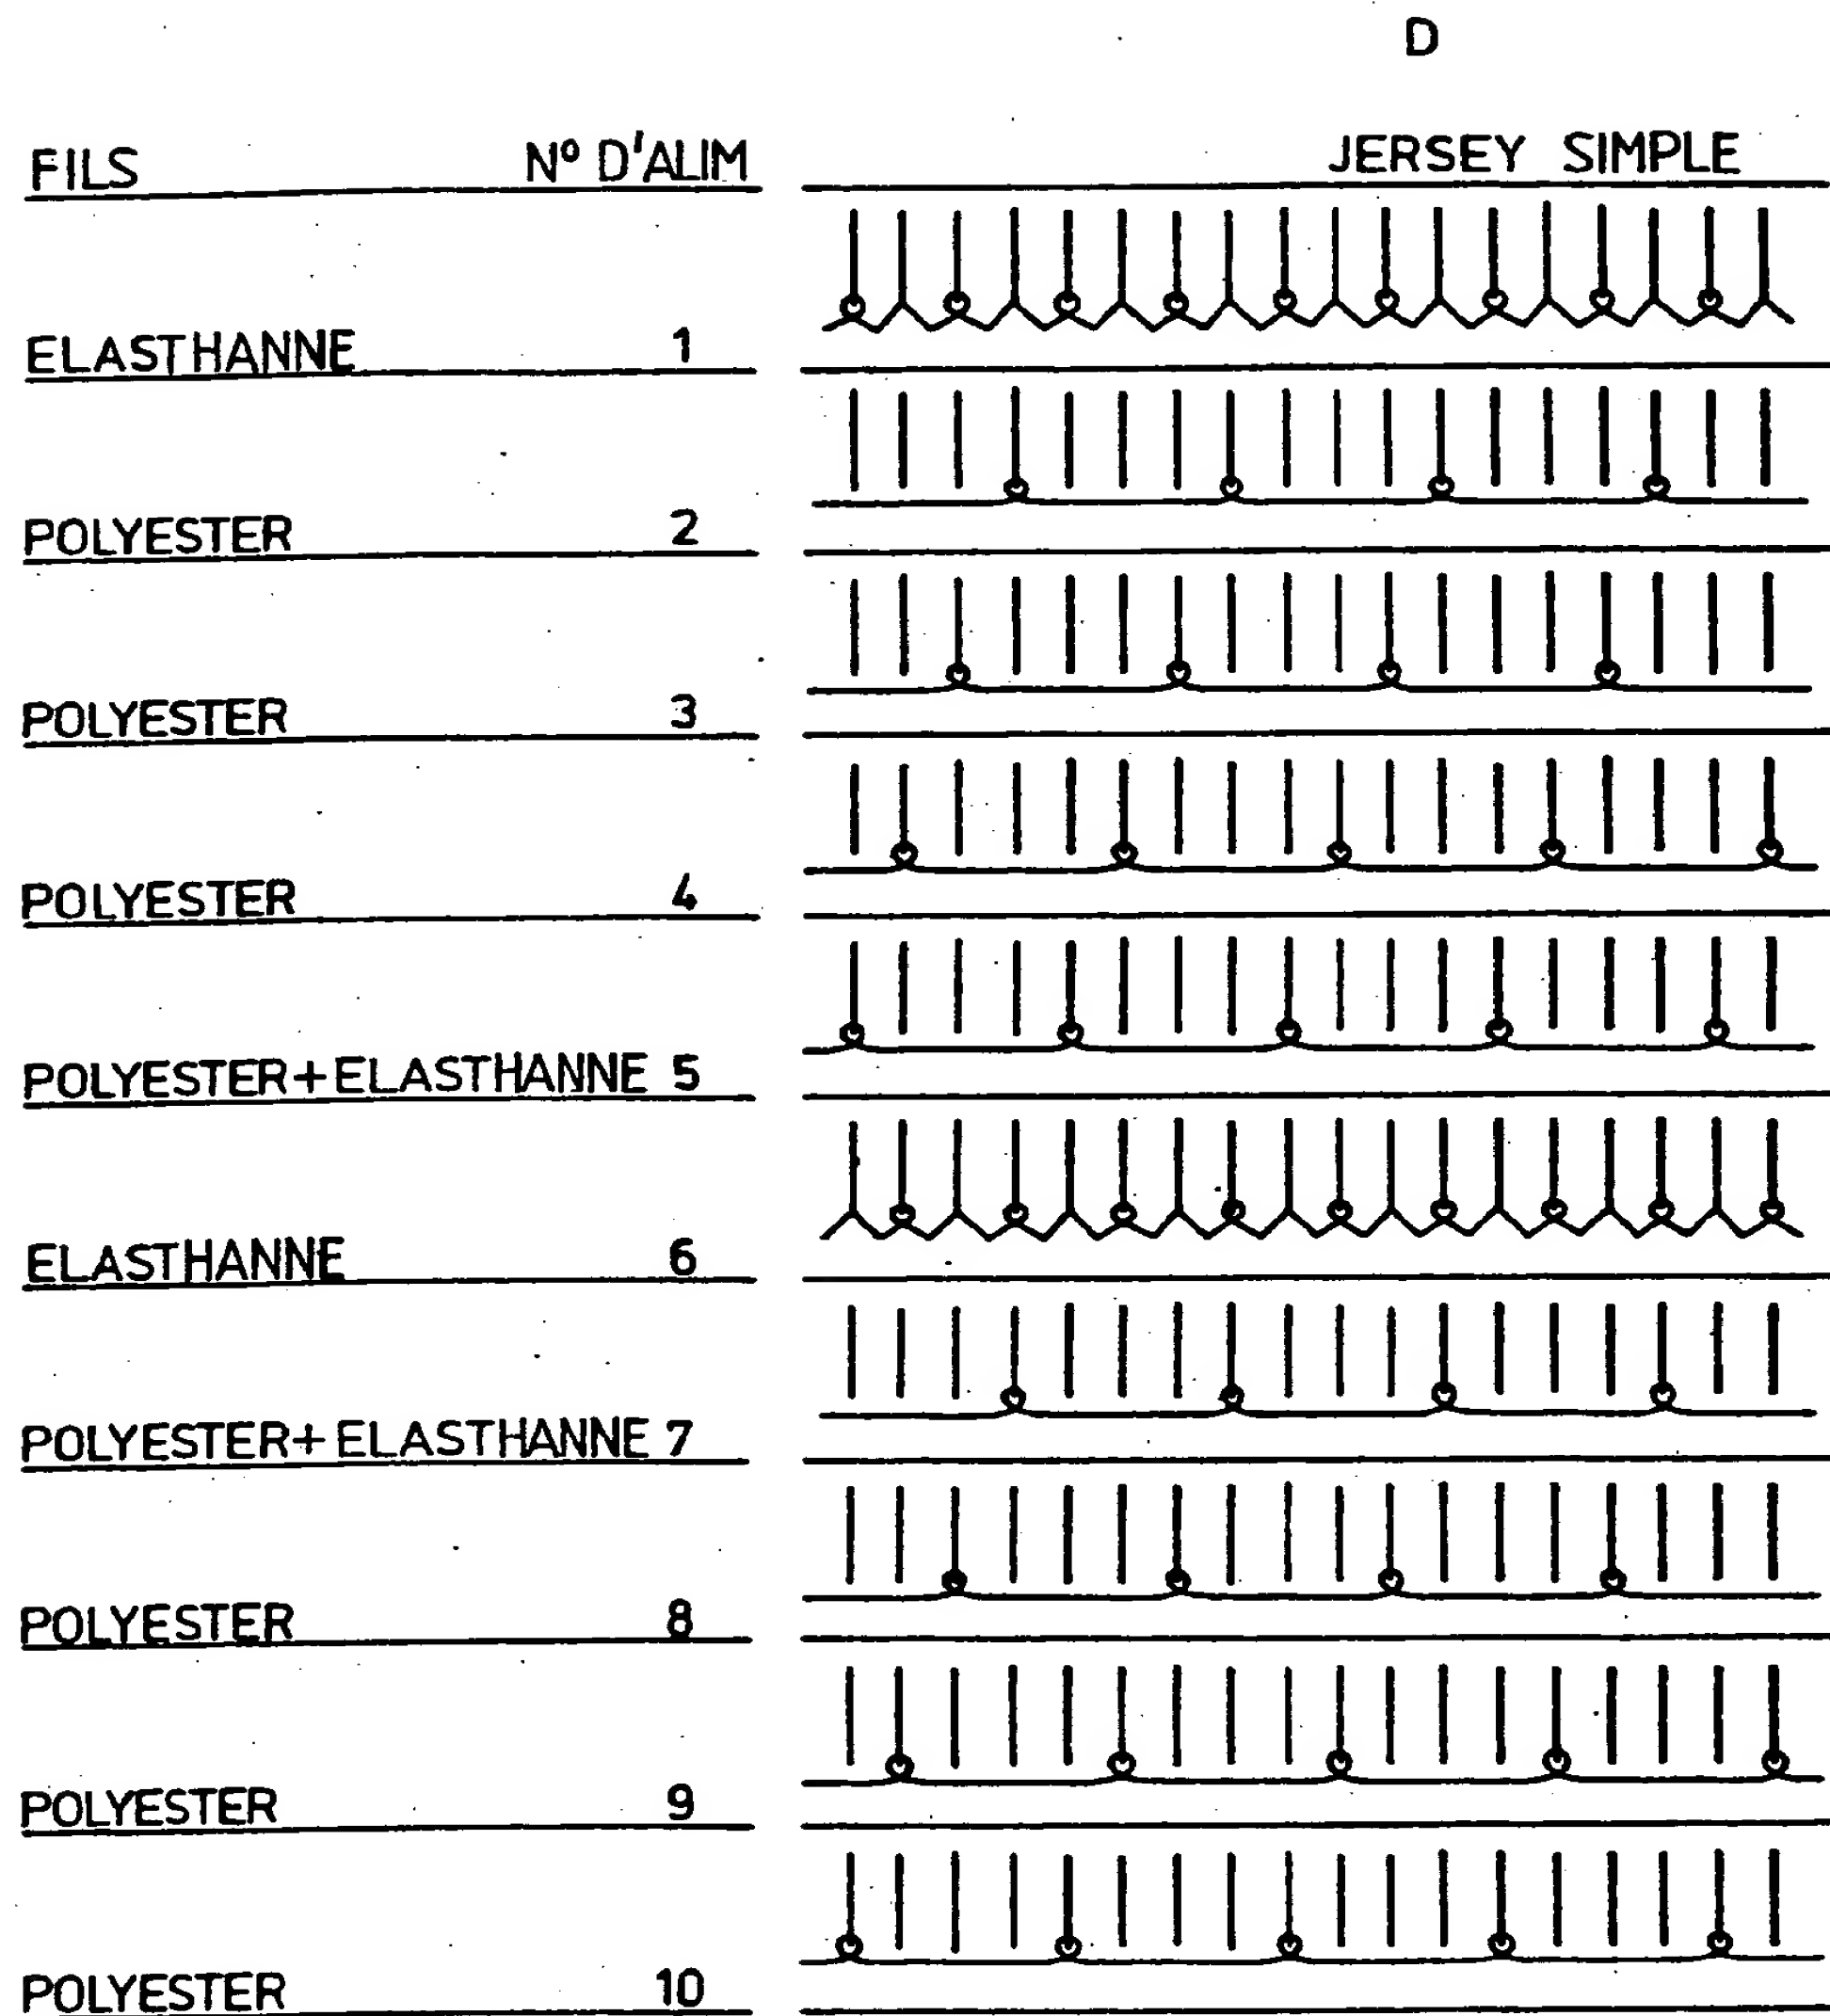 D
FILS N° D'ALIM JERSEY SIMPLE
ELASTHANNE 1
POLYESTER 2
POLYESTER 3
POLYESTER 4
POLYESTER+ELASTHANNE 5
ELASTHANNE 6
POLYESTER+ELASTHANNE 7
POLYESTER 8
POLYESTER 9
POLYESTER 10